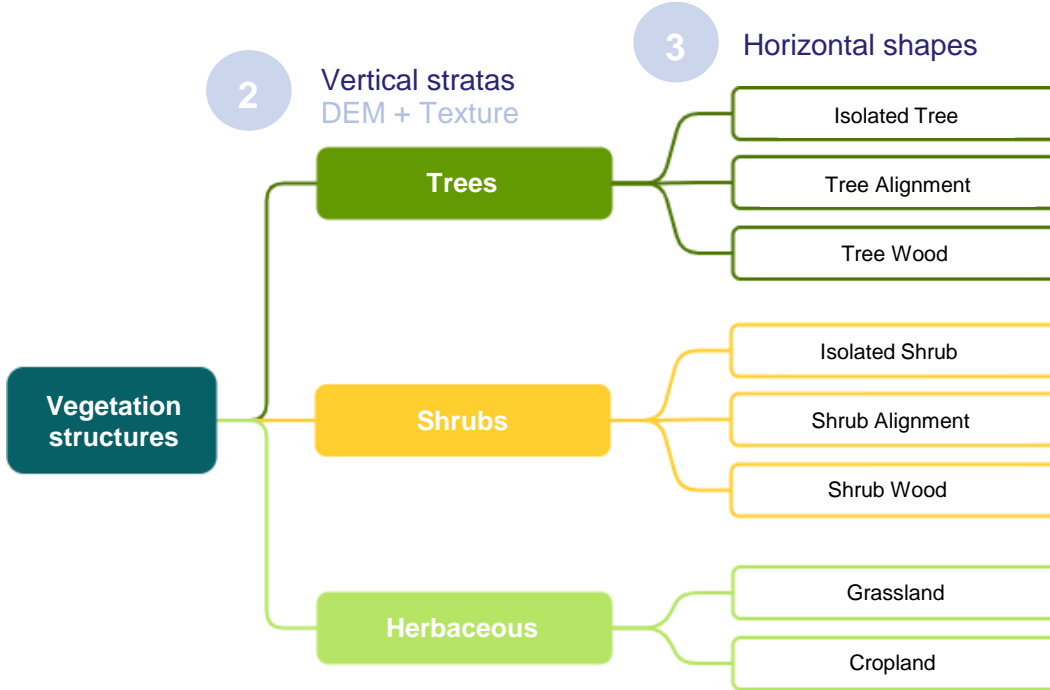 2
Vertical stratas
DEM + Texture
3
Horizontal shapes
Vegetation
structures
Trees
Isolated Tree
Tree Alignment
Tree Wood
Shrubs
Isolated Shrub
Shrub Alignment
Shrub Wood
Herbaceous
Grassland
Cropland